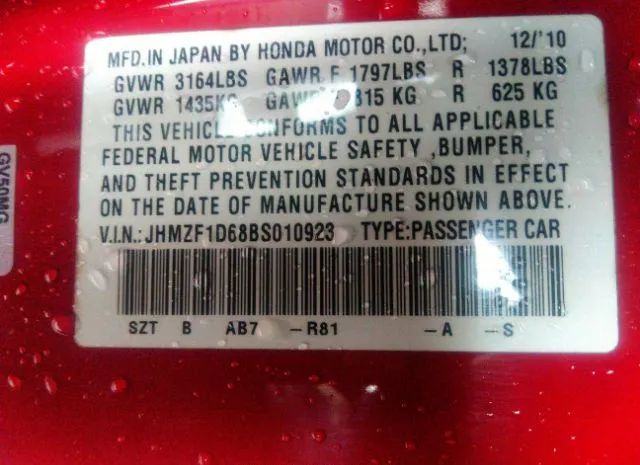 MFD.IN JAPAN BY HONDA MOTOR CO.,LTD; 12/'10
GVWR 3164LBS GAWR F 1797LBS R 1378LBS
GVWR 1435KG 815 KG R 625 KG
THIS VEHICLE CONFORMS TO ALL APPLICABLE
FEDERAL MOTOR VEHICLE SAFETY ,BUMPER,
AND THEFT PREVENTION STANDARDS IN EFFECT
ON THE DATE OF MANUFACTURE SHOWN ABOVE.
V.I.N.: JHMZF1D68BS010923 TYPE:PASSENGER CAR
SZT B AB7 -R81 -A -S
GV50MG